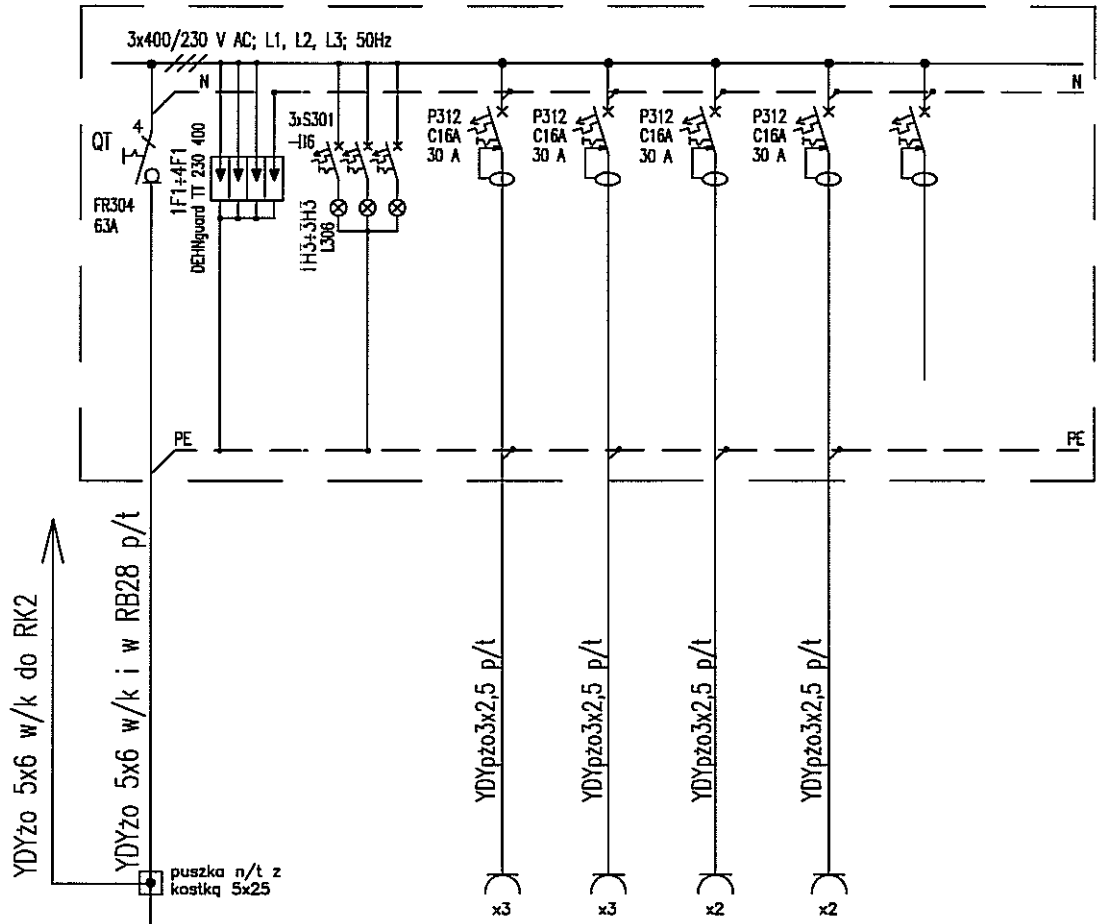 3x400/230 V AC; L1, L2, L3; 50Hz
N
N
4
QT
FR304
63A
1F1÷4F1
DEHNguard TT 230 400
3xS301
1H3÷3H3
L306
P312
C16A
30 A
P312
C16A
30 A
P312
C16A
30 A
P312
C16A
30 A
PE
PE
YDYżo 5x6 w/k do RK2
YDYżo 5x6 w/k i w RB28 p/t
YDYpżo3x2,5 p/t
YDYpżo3x2,5 p/t
YDYpżo3x2,5 p/t
YDYpżo3x2,5 p/t
puszka n/t z
kostką 5x25
x3
x3
x2
x2